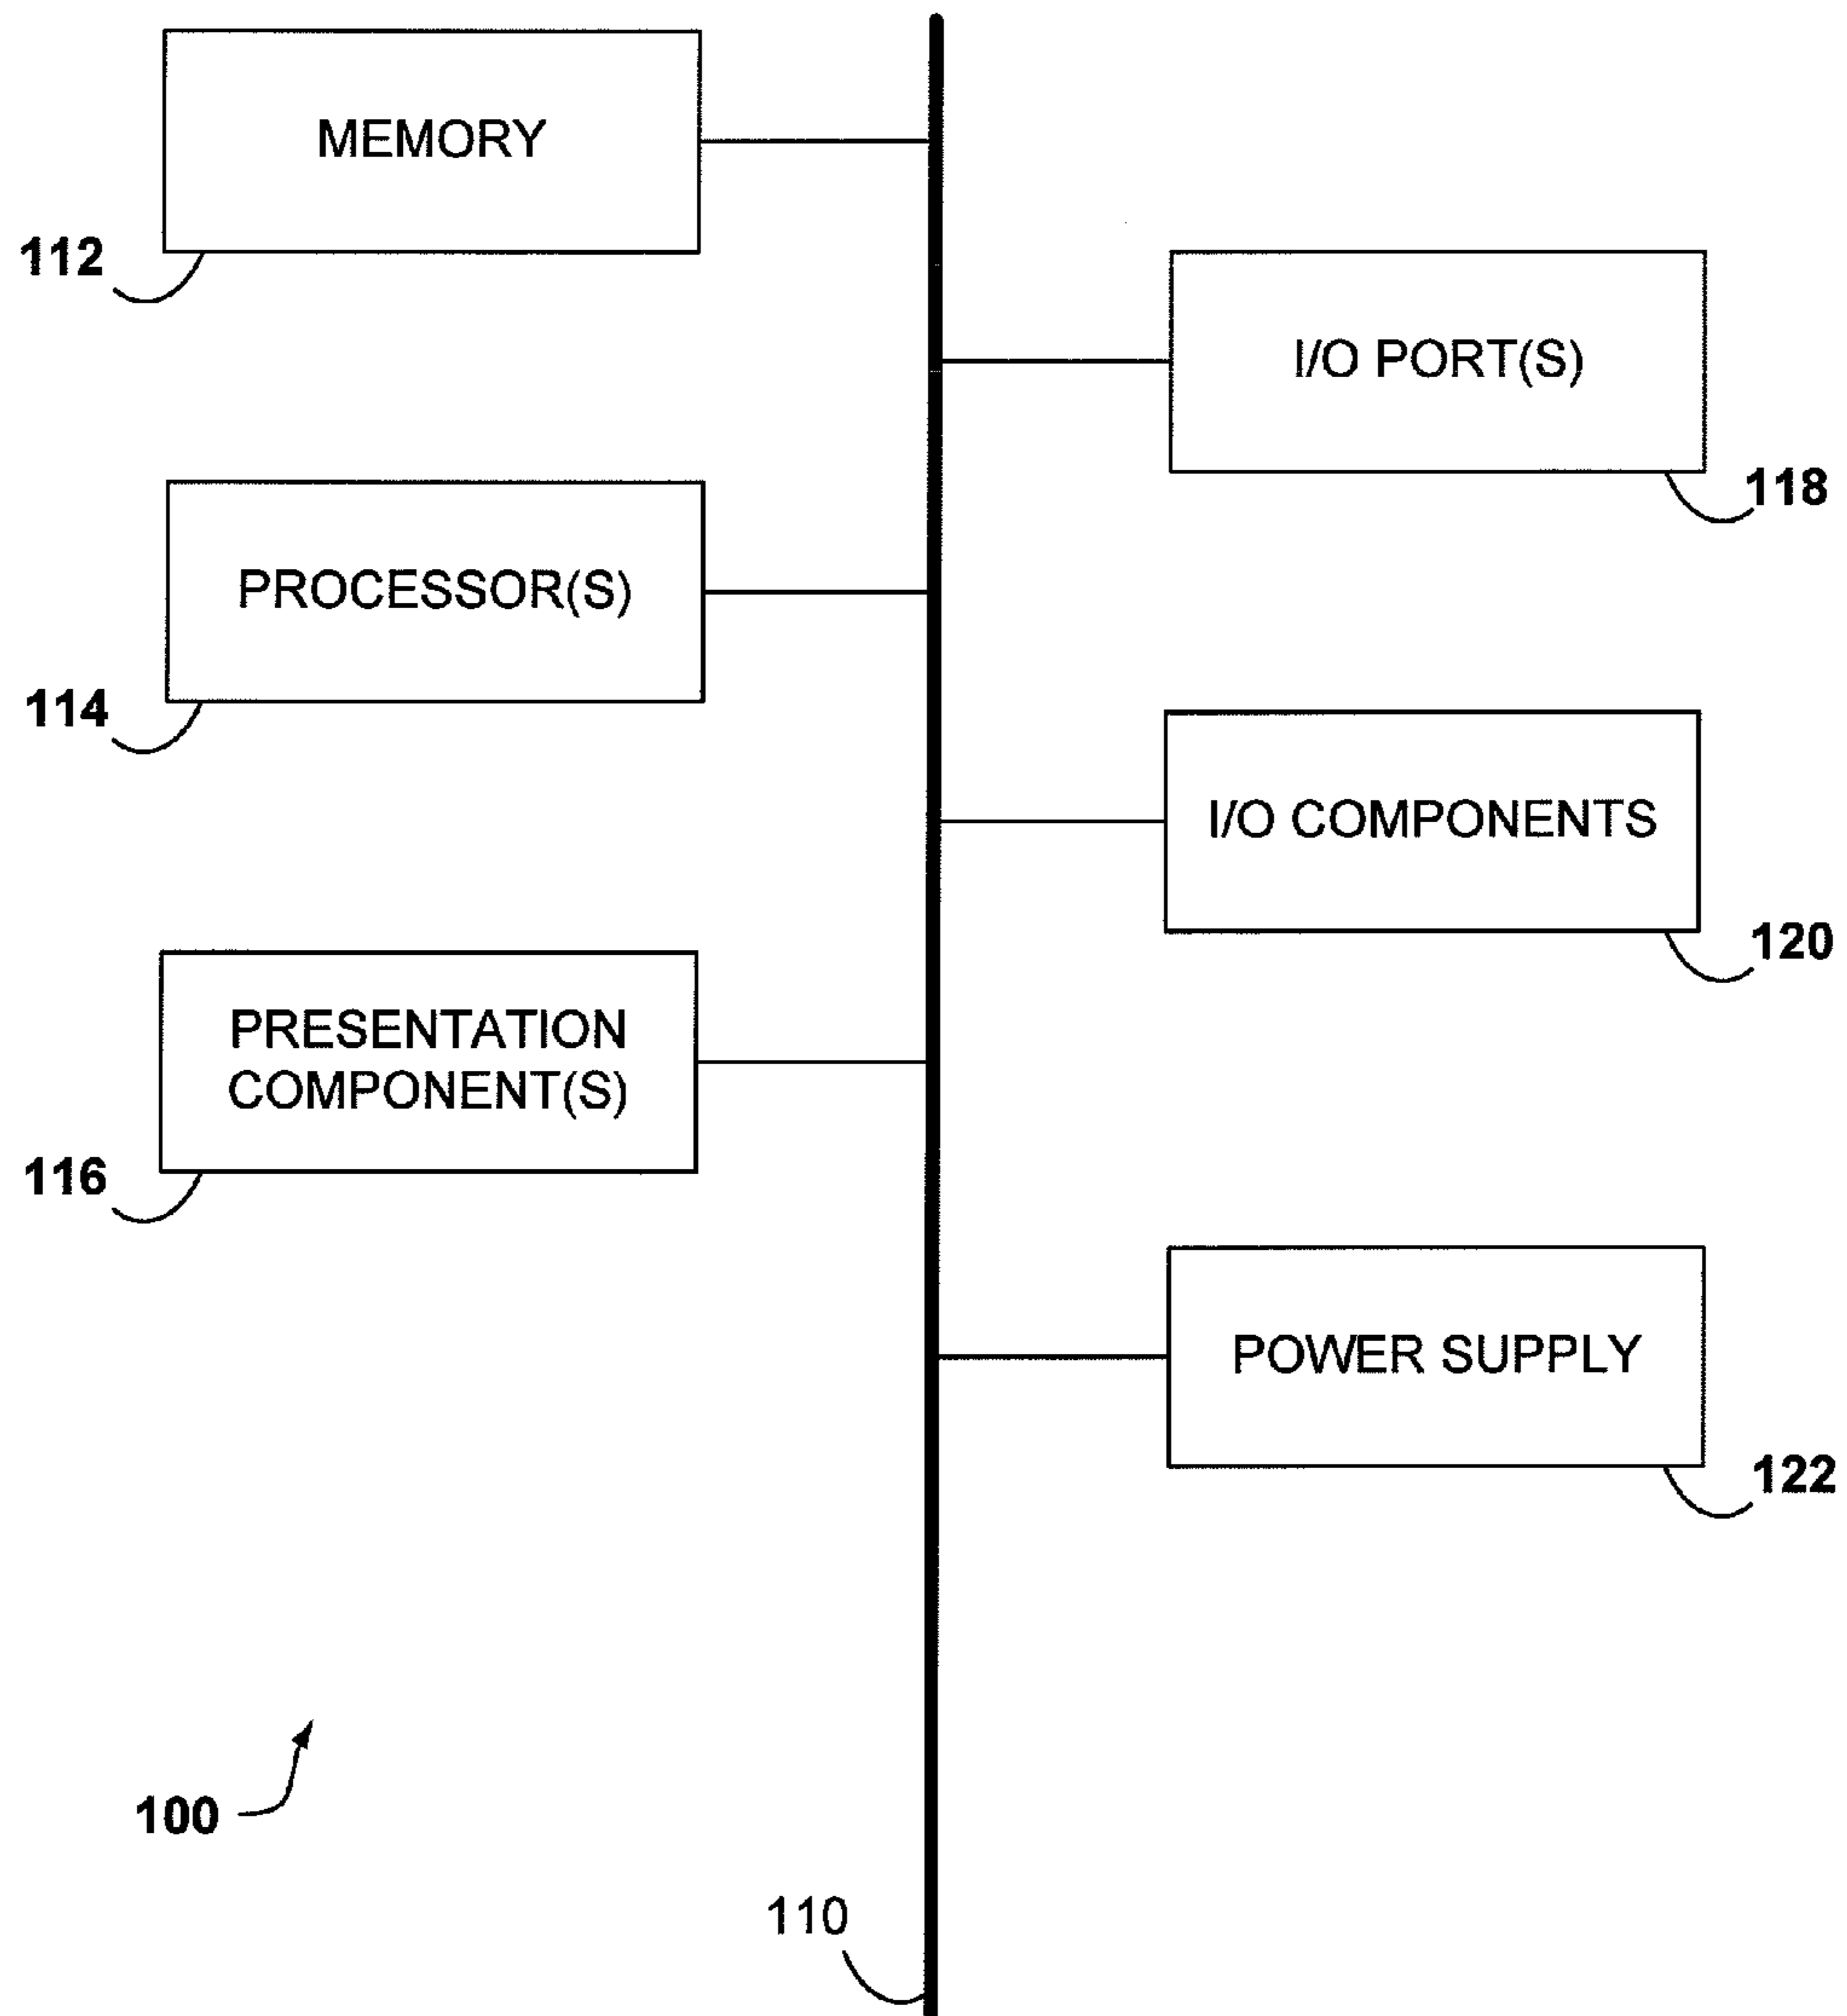 MEMORY
112
I/O PORT(S)
118
PROCESSOR(S)
114
I/O COMPONENTS
120
PRESENTATION
COMPONENT(S)
116
POWER SUPPLY
122
100
110